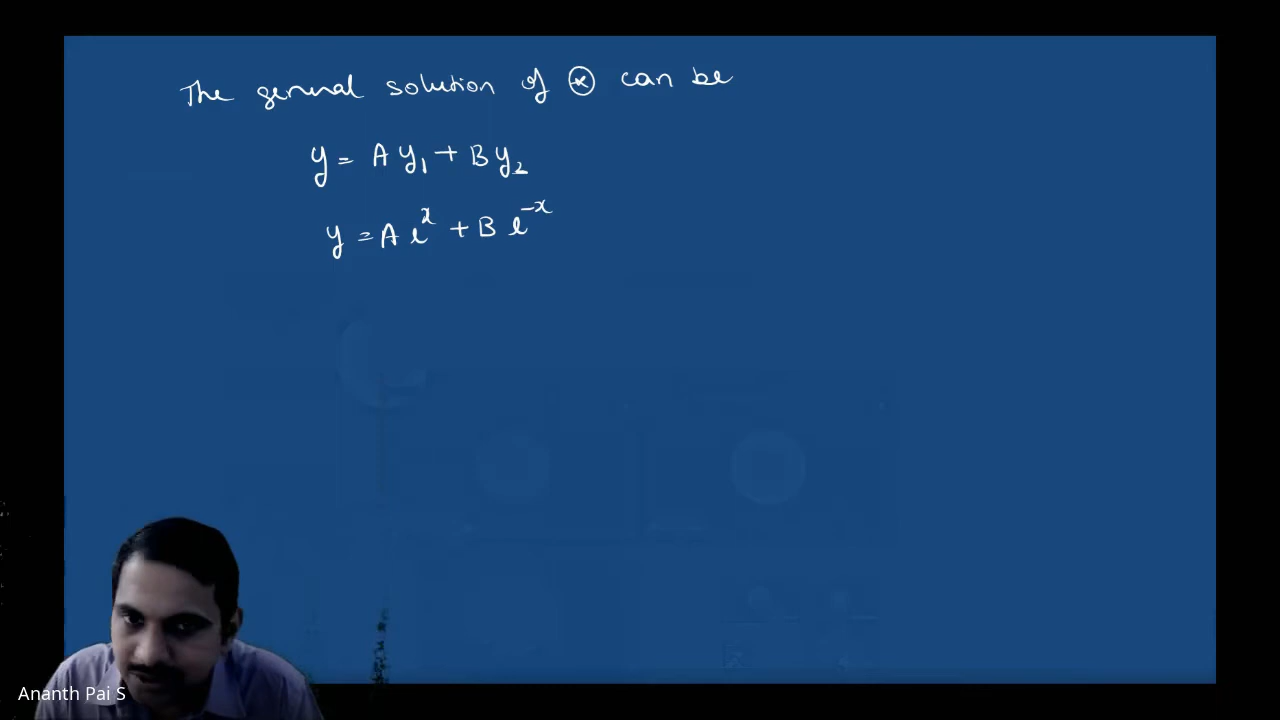 The general solution of ⊛ can be
y = A y₁ + B y₂
y = A e^x + B e^-x
Ananth Pai S